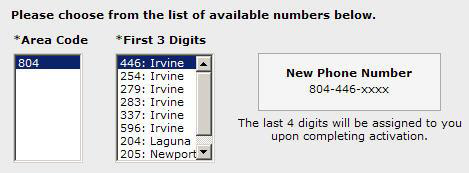 Please choose from the list of available numbers below.
*Area Code
804
*First 3 Digits
446: Irvine
254: Irvine
279: Irvine
283: Irvine
337: Irvine
596: Irvine
204: Laguna
205: Newport
New Phone Number
804-446-xxxx
The last 4 digits will be assigned to you
upon completing activation.